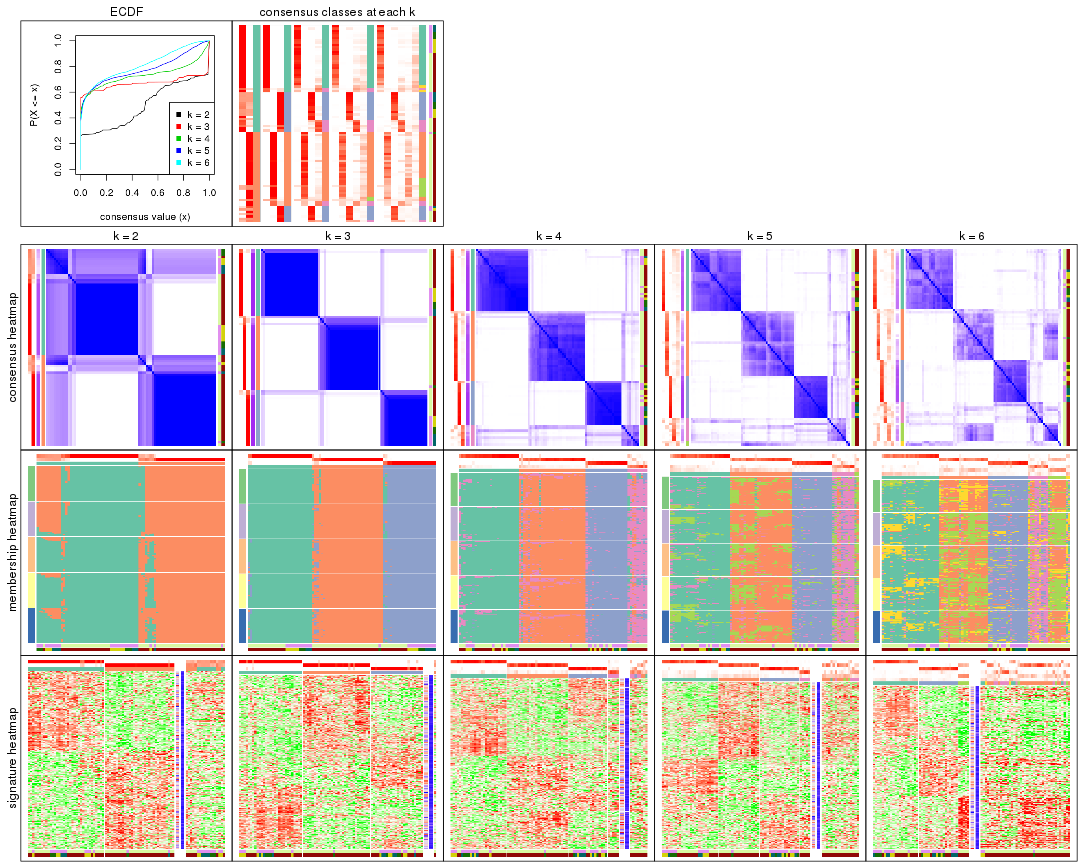 ECDF
consensus classes at each k
P(X <= x)
0.0 0.2 0.4 0.6 0.8 1.0
k = 2
k = 3
k = 4
k = 5
k = 6
0.0 0.2 0.4 0.6 0.8 1.0
consensus value (x)
k = 2
k = 3
k = 4
k = 5
k = 6
consensus heatmap
membership heatmap
signature heatmap